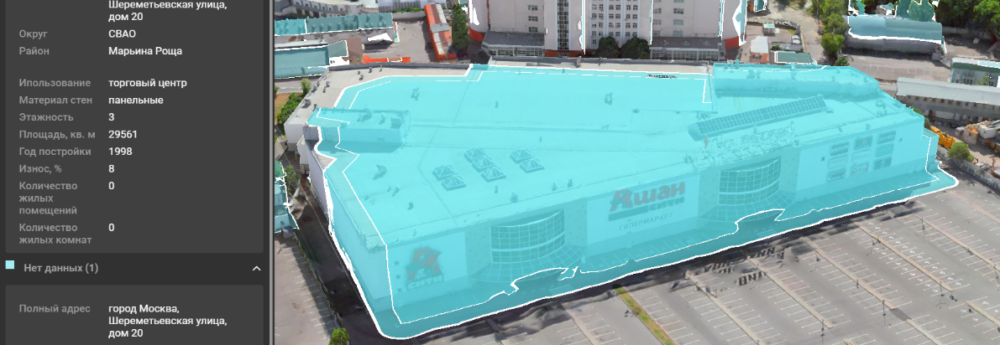 Шереметьевская улица,
дом 20
Округ СВАО
Район Марьина Роща
Ипользование торговый центр
Материал стен панельные
Этажность 3
Площадь, кв. м 29561
Год постройки 1998
Износ, % 8
Количество 0
жилых
помещений
Количество 0
жилых комнат
Нет данных (1)
Полный адрес город Москва,
Шереметьевская улица,
дом 20
Ашан
ГИПЕРМАРКЕТ
СИТИ